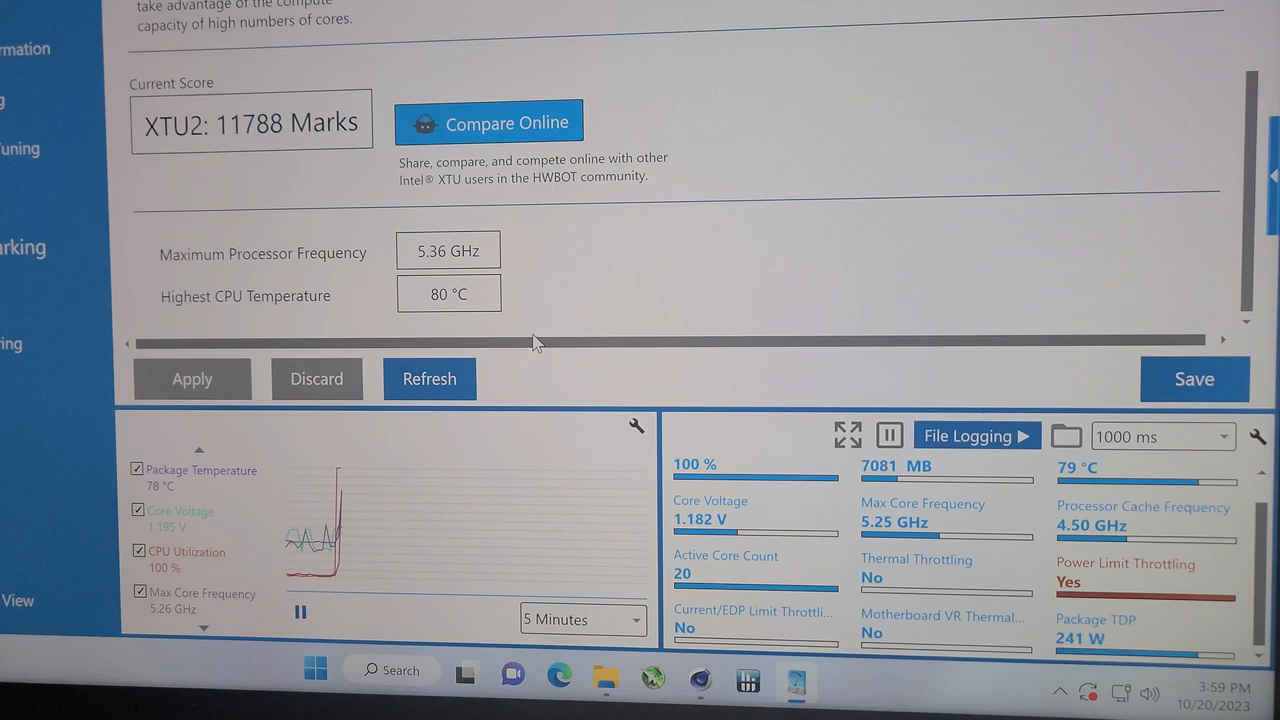 take advantage of the compute
capacity of high numbers of cores.
rmation
Current Score
g
XTU2: 11788 Marks
Compare Online
uning
Share, compare, and compete online with other
Intel® XTU users in the HWBOT community.
arking
Maximum Processor Frequency
5.36 GHz
Highest CPU Temperature
80 °C
ring
Apply
Discard
Refresh
Save
File Logging
1000 ms
Package Temperature
78 °C
Core Voltage
1.195 V
CPU Utilization
100 %
Max Core Frequency
5.26 GHz
5 Minutes
100 %
7081 MB
79 °C
Core Voltage
1.182 V
Max Core Frequency
5.25 GHz
Processor Cache Frequency
4.50 GHz
Active Core Count
20
Thermal Throttling
No
Power Limit Throttling
Yes
Current/EDP Limit Throttli...
No
Motherboard VR Thermal...
No
Package TDP
241 W
View
Search
3:59 PM
10/20/2023